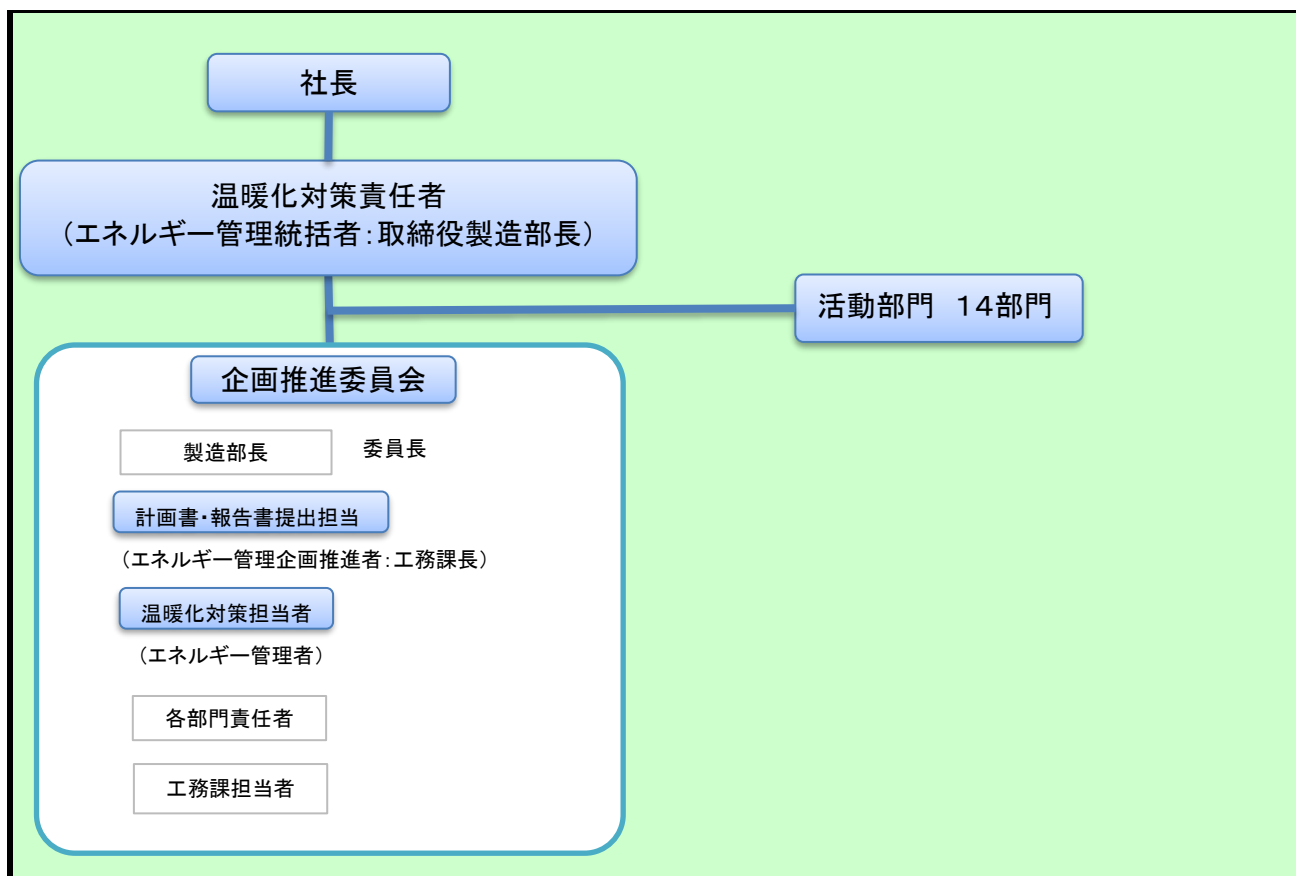 社長
温暖化対策責任者
（エネルギー管理統括者：取締役製造部長）
活動部門　１４部門
企画推進委員会
製造部長　委員長
計画書・報告書提出担当
（エネルギー管理企画推進者：工務課長）
温暖化対策担当者
（エネルギー管理者）
各部門責任者
工務課担当者